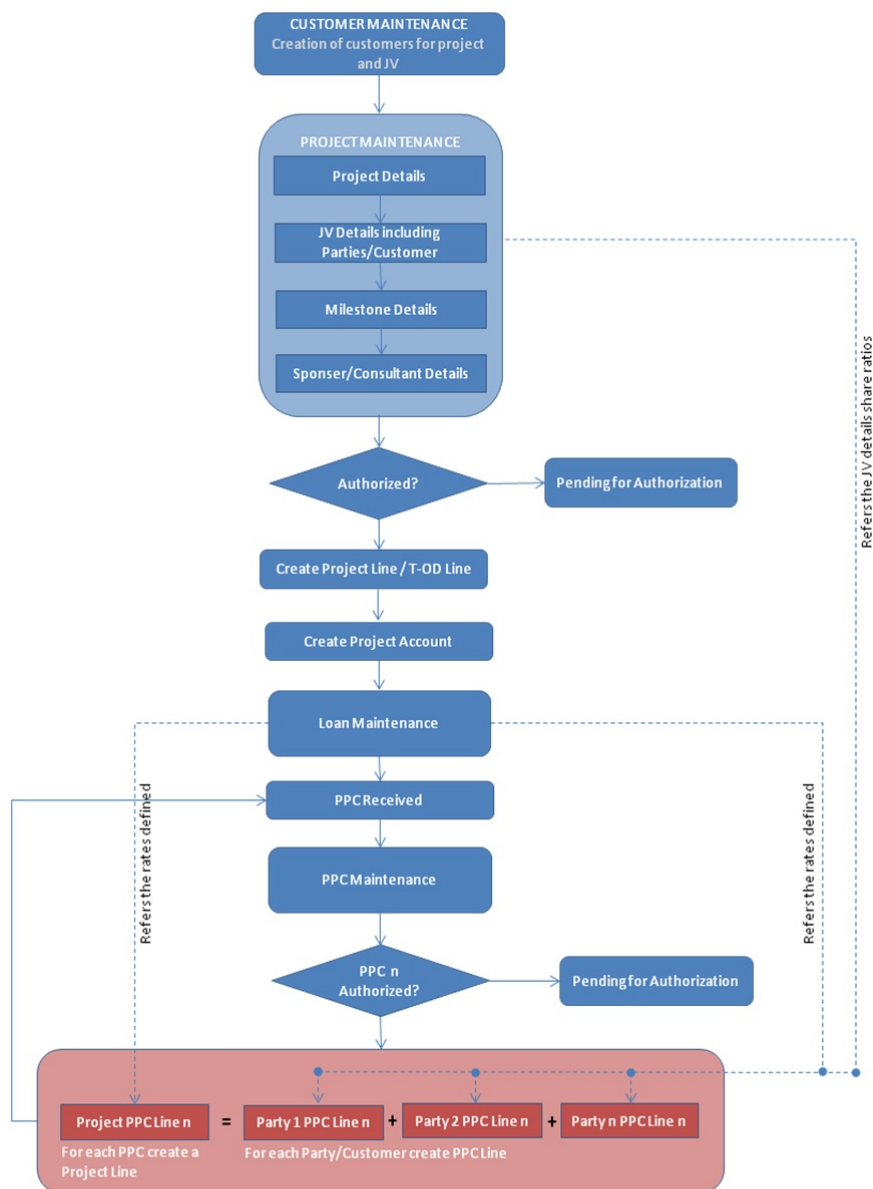 CUSTOMER MAINTENANCE
Creation of customers for project
and JV
PROJECT MAINTENANCE
Project Details
JV Details including
Parties/Customer
Milestone Details
Sponser/Consultant Details
Authorized?
Pending for Authorization
Create Project Line / T-OD Line
Create Project Account
Loan Maintenance
PPC Received
PPC Maintenance
PPC n
Authorized?
Pending for Authorization
Refers the rates defined
Refers the rates defined
Refers the JV details share ratios
Project PPC Line n = Party 1 PPC Line n + Party 2 PPC Line n + Party n PPC Line n
For each PPC create a
Project Line
For each Party/Customer create PPC Line